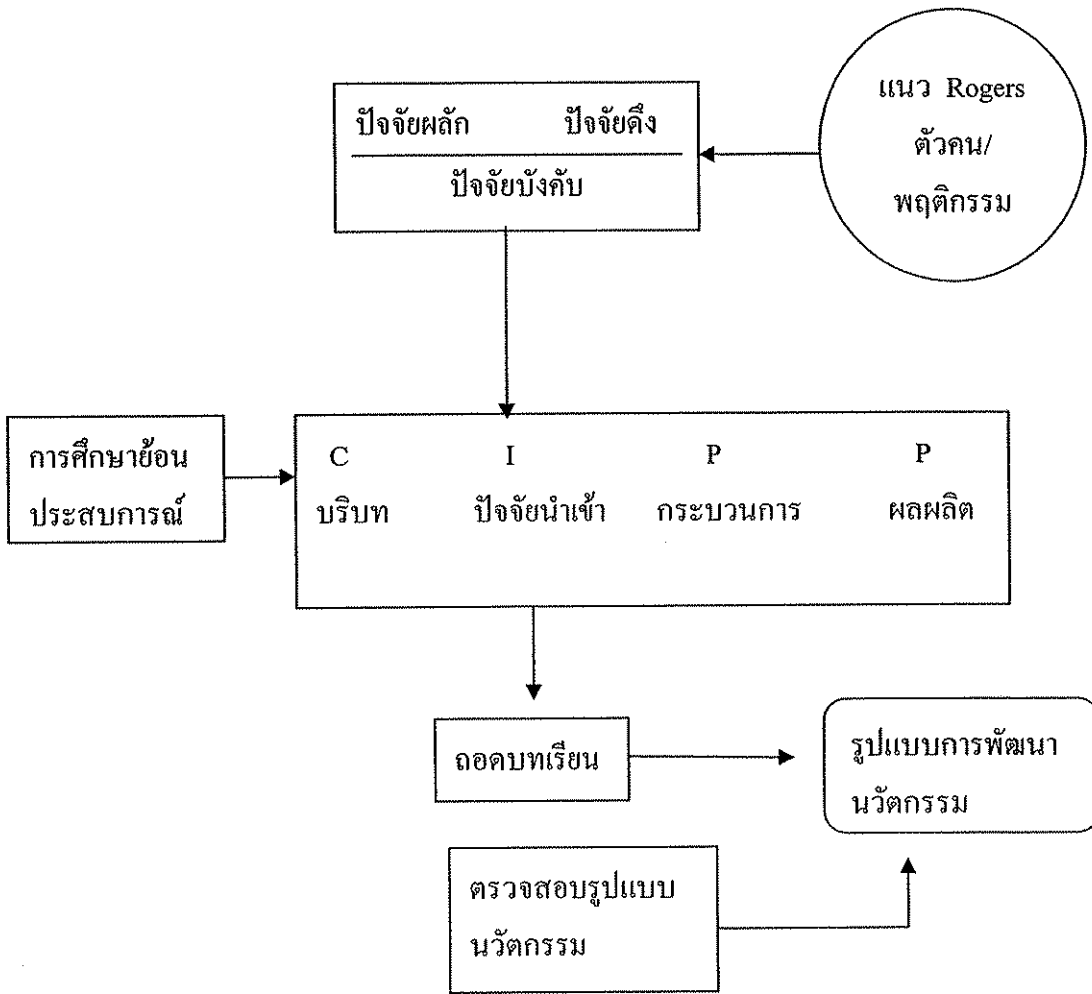 แนว Rogers
ตัวคน/
พฤติกรรม
ปัจจัยผลัก ปัจจัยดึง
ปัจจัยบังคับ
การศึกษาย้อน
ประสบการณ์
C I P P
บริบท ปัจจัยนำเข้า กระบวนการ ผลผลิต
ถอดบทเรียน
รูปแบบการพัฒนา
นวัตกรรม
ตรวจสอบรูปแบบ
นวัตกรรม